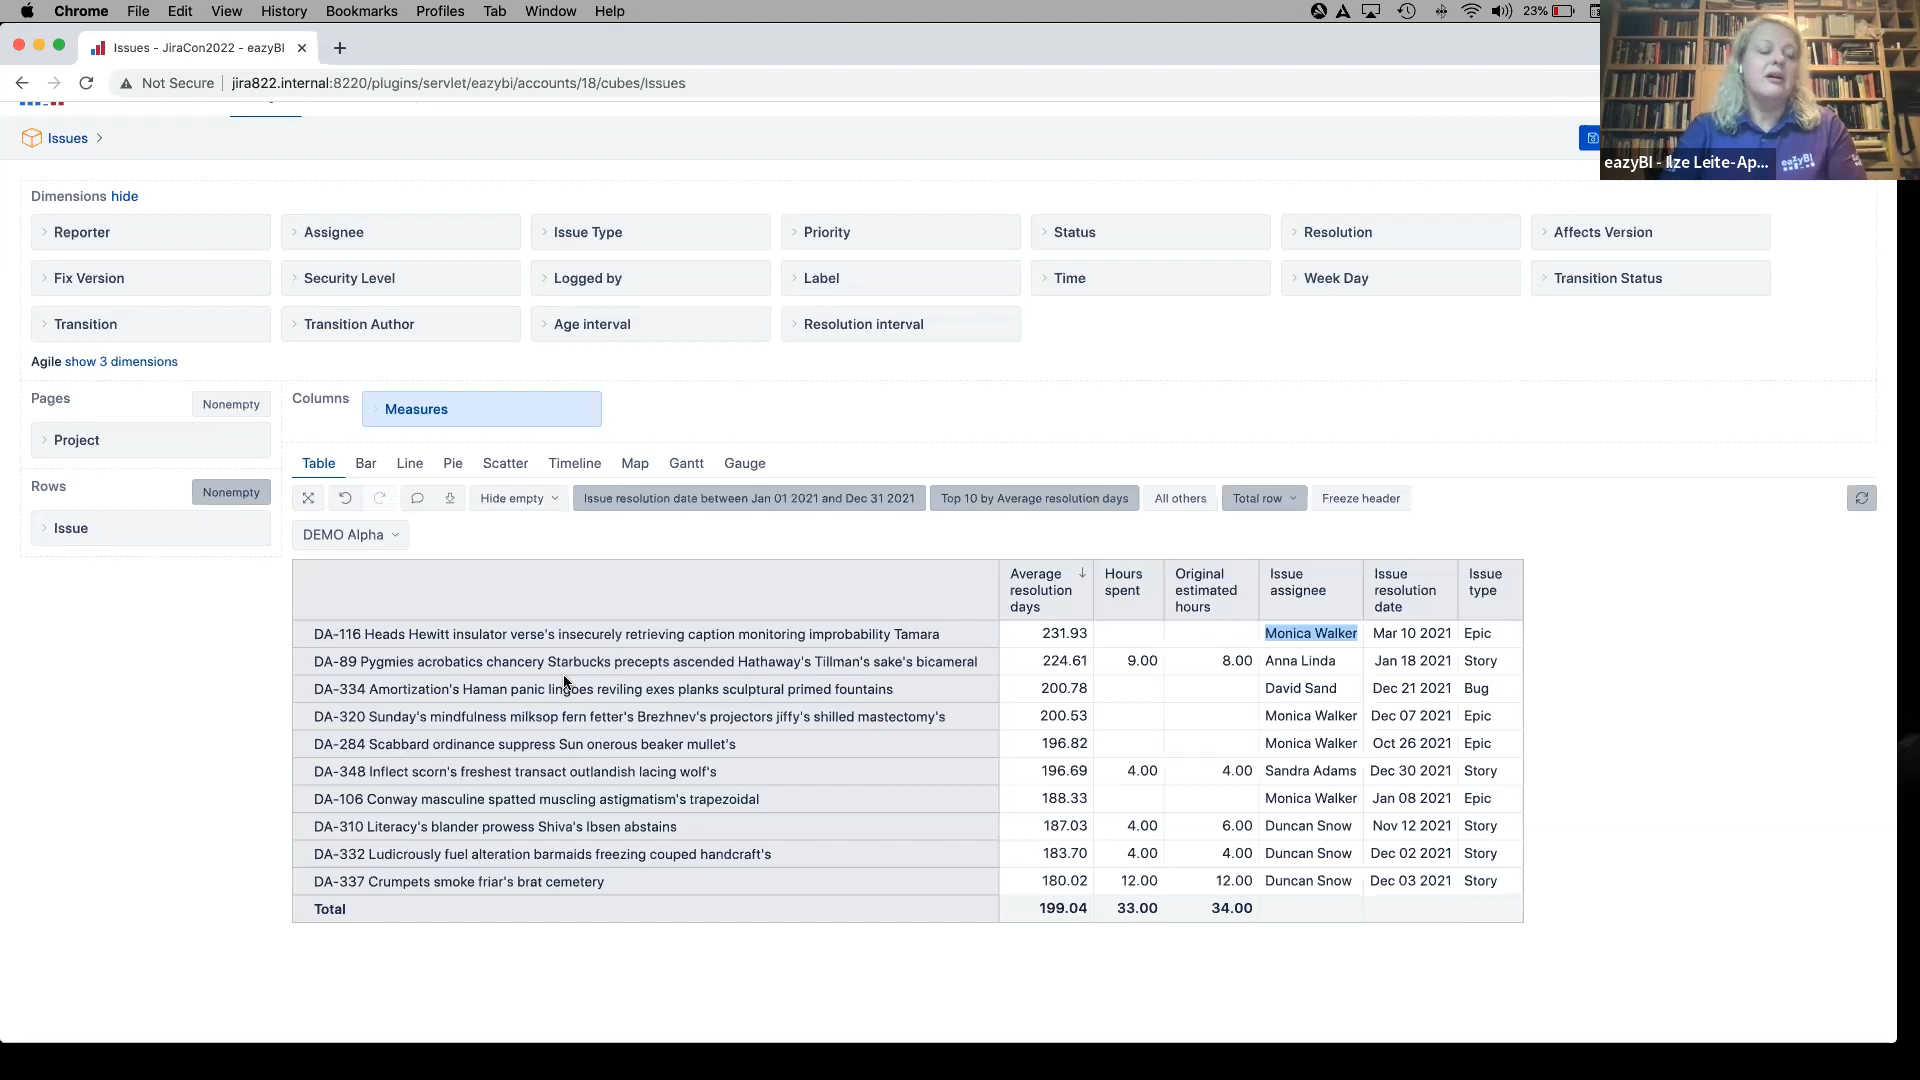 Chrome File Edit View History Bookmarks Profiles Tab Window Help 23%
Issues - JiraCon2022 - eazyBI
Not Secure jira822.internal:8220/plugins/servlet/eazybi/accounts/18/cubes/Issues
Issues
eazyBI - Ilze Leite-Ap...
eazyBI
Dimensions hide
Reporter Assignee Issue Type Priority Status Resolution Affects Version
Fix Version Security Level Logged by Label Time Week Day Transition Status
Transition Transition Author Age interval Resolution interval
Agile show 3 dimensions
Pages Nonempty
Project
Rows Nonempty
Issue
Columns Measures
Table Bar Line Pie Scatter Timeline Map Gantt Gauge
Hide empty Issue resolution date between Jan 01 2021 and Dec 31 2021 Top 10 by Average resolution days All others Total row Freeze header
DEMO Alpha
Average resolution days Hours spent Original estimated hours Issue assignee Issue resolution date Issue type
DA-116 Heads Hewitt insulator verse's insecurely retrieving caption monitoring improbability Tamara 231.93 Monica Walker Mar 10 2021 Epic
DA-89 Pygmies acrobatics chancery Starbucks precepts ascended Hathaway's Tillman's sake's bicameral 224.61 9.00 8.00 Anna Linda Jan 18 2021 Story
DA-334 Amortization's Haman panic lingoes reviling exes planks sculptural primed fountains 200.78 David Sand Dec 21 2021 Bug
DA-320 Sunday's mindfulness milksop fern fetter's Brezhnev's projectors jiffy's shilled mastectomy's 200.53 Monica Walker Dec 07 2021 Epic
DA-284 Scabbard ordinance suppress Sun onerous beaker mullet's 196.82 Monica Walker Oct 26 2021 Epic
DA-348 Inflect scorn's freshest transact outlandish lacing wolf's 196.69 4.00 4.00 Sandra Adams Dec 30 2021 Story
DA-106 Conway masculine spatted muscling astigmatism's trapezoidal 188.33 Monica Walker Jan 08 2021 Epic
DA-310 Literacy's blander prowess Shiva's Ibsen abstains 187.03 4.00 6.00 Duncan Snow Nov 12 2021 Story
DA-332 Ludicrously fuel alteration barmaids freezing couped handcraft's 183.70 4.00 4.00 Duncan Snow Dec 02 2021 Story
DA-337 Crumpets smoke friar's brat cemetery 180.02 12.00 12.00 Duncan Snow Dec 03 2021 Story
Total 199.04 33.00 34.00